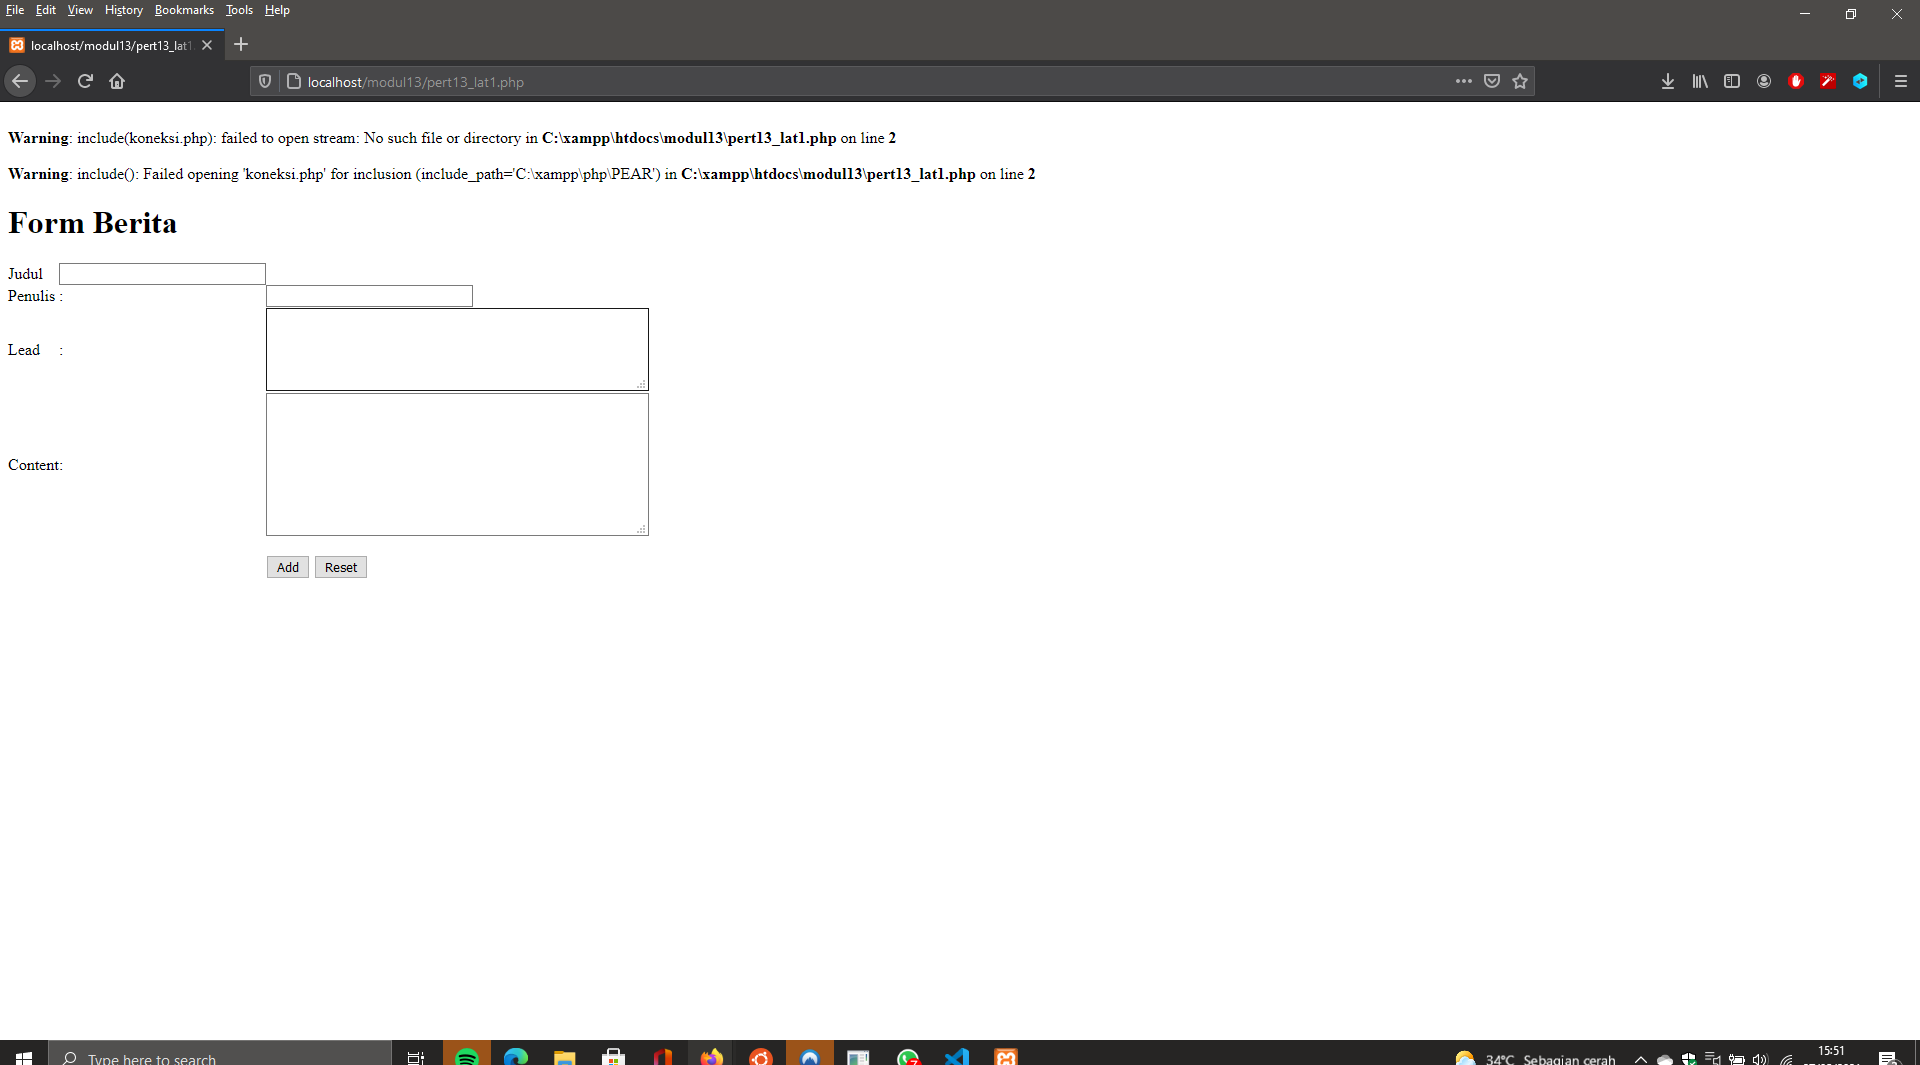 File Edit View History Bookmarks Tools Help
localhost/modul13/pert13_lat1.
localhost/modul13/pert13_lat1.php
Warning: include(koneksi.php): failed to open stream: No such file or directory in C:\xampp\htdocs\modul13\pert13_lat1.php on line 2
Warning: include(): Failed opening 'koneksi.php' for inclusion (include_path='C:\xampp\php\PEAR') in C:\xampp\htdocs\modul13\pert13_lat1.php on line 2
Form Berita
Judul
Penulis :
Lead :
Content:
Add Reset
Type here to search
34°C Sebagian cerah
15:51